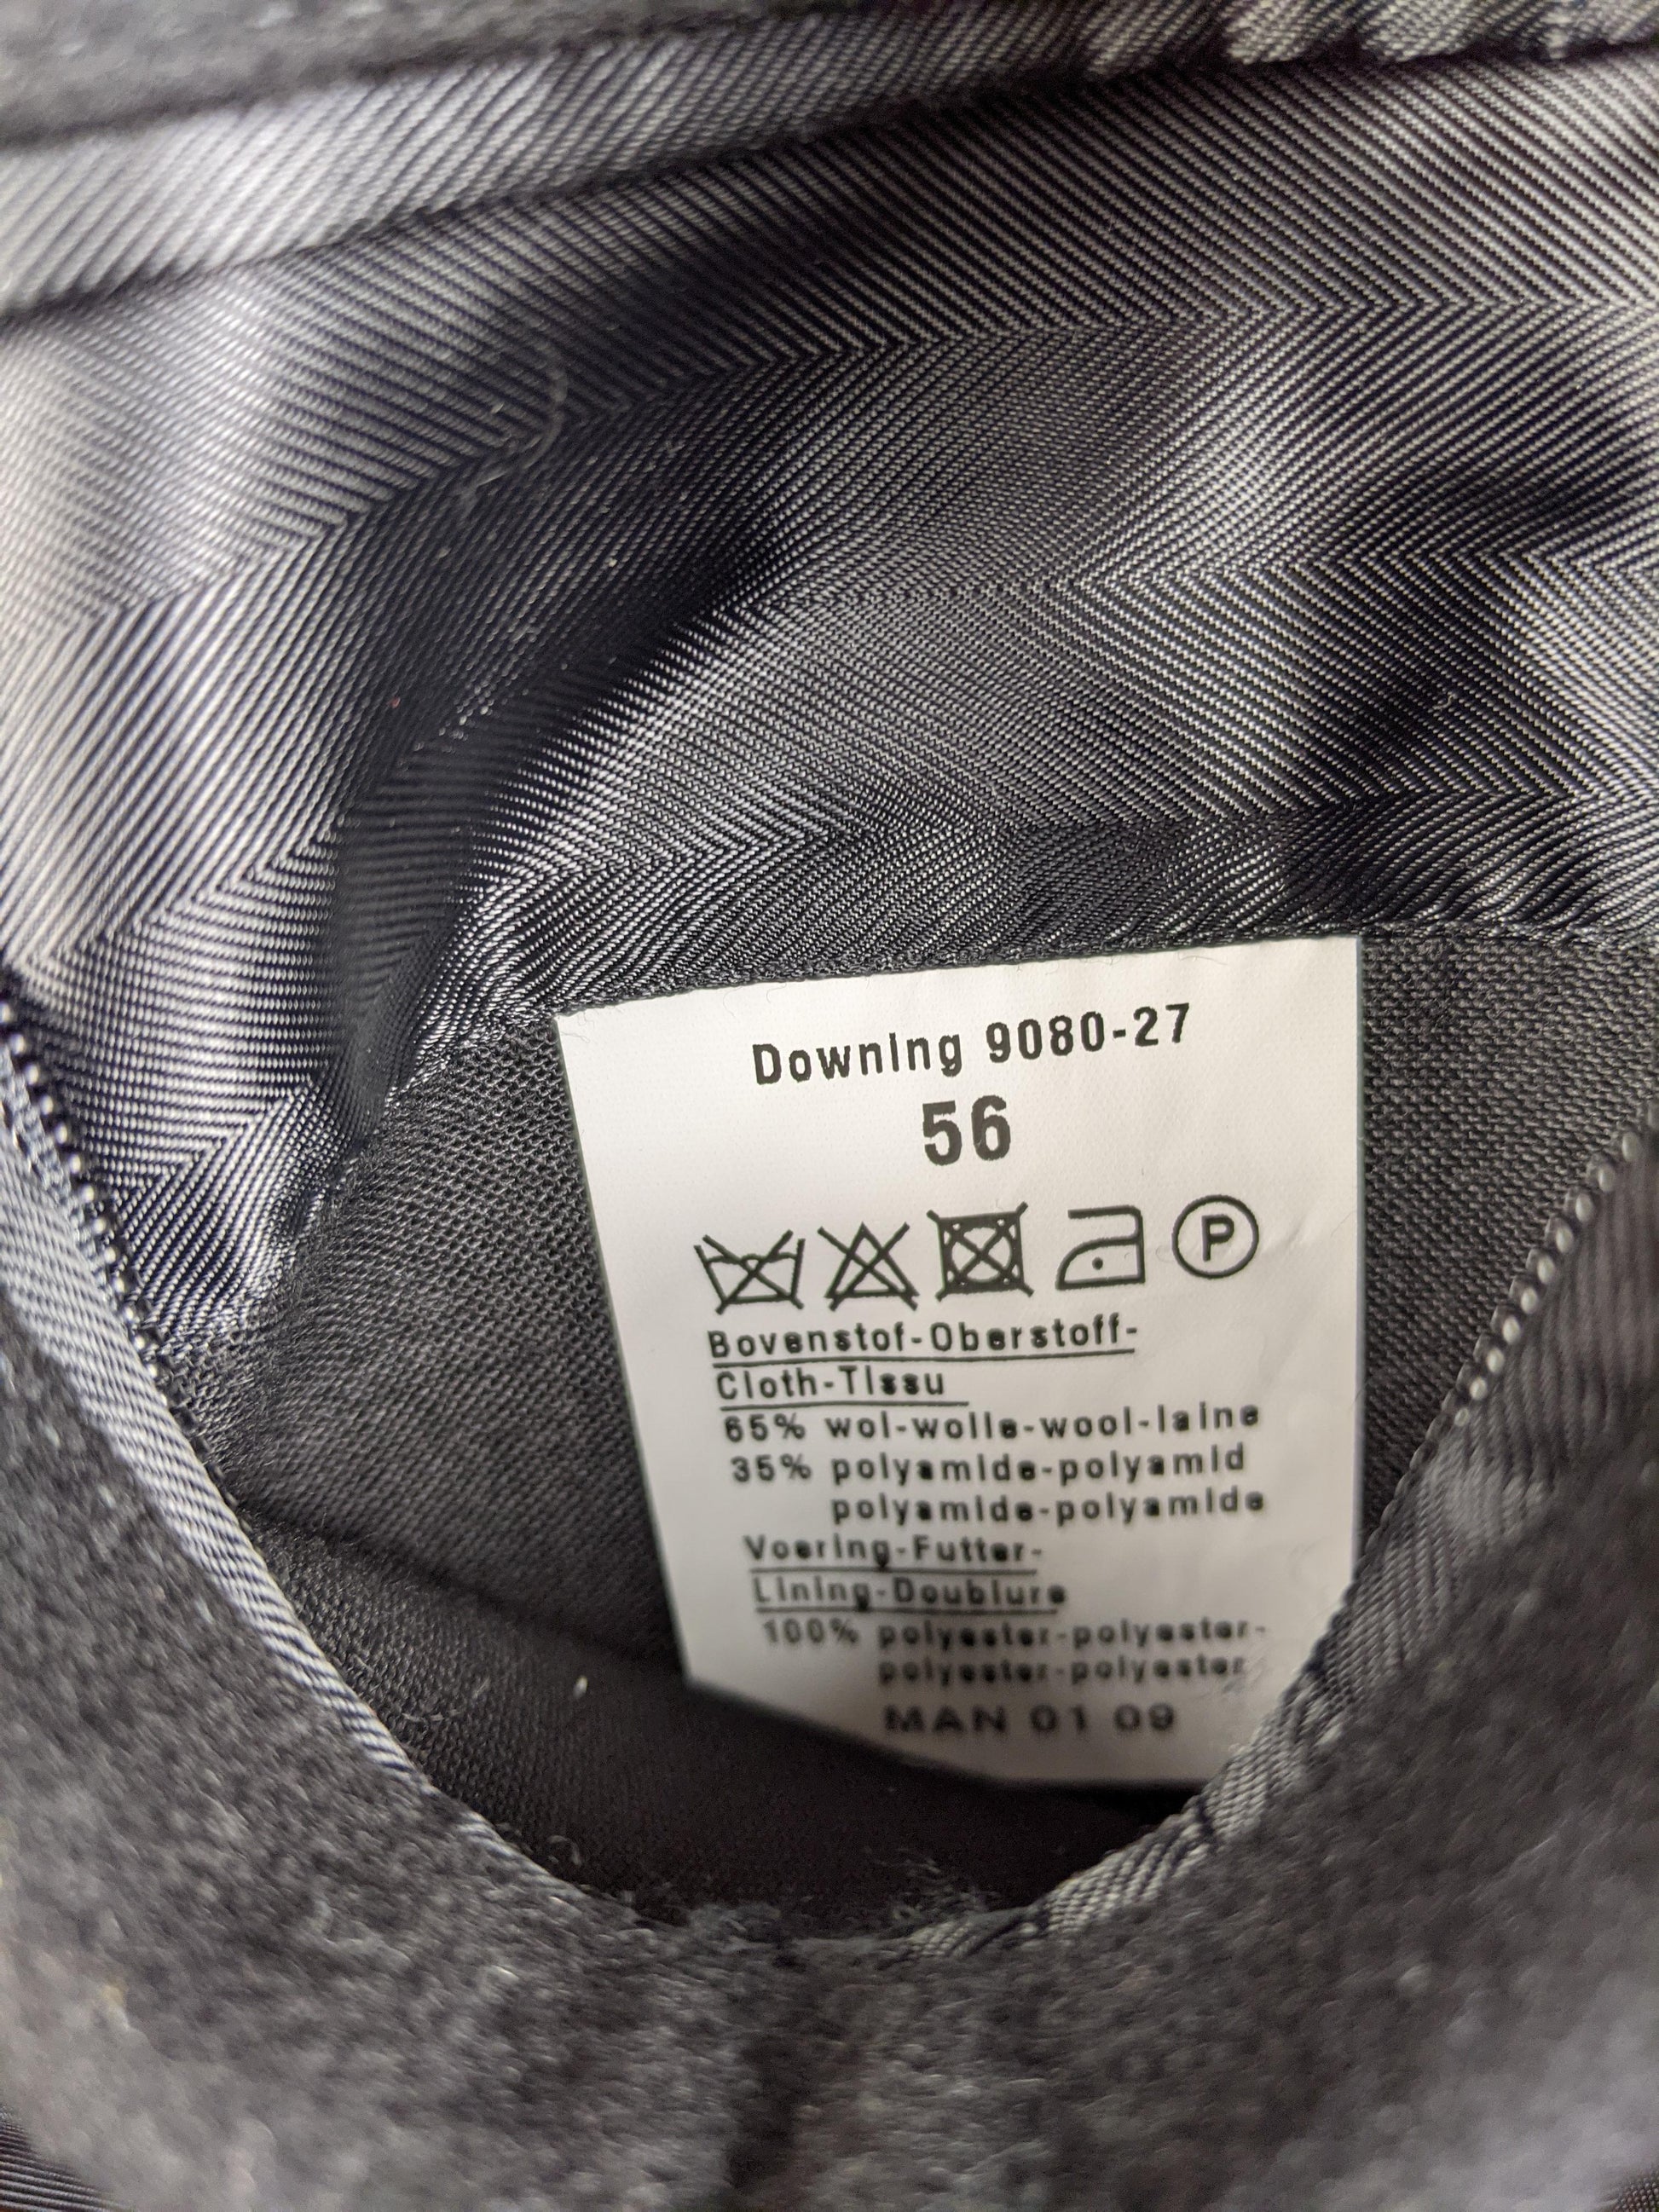 Downing 9080-27
56
P
Bovenstof-Oberstoff-
Cloth-Tissu
65% wol-wolle-wool-laine
35% polyamide-polyamid
polyamide-polyamide
Voering-Futter-
Lining-Doublure
100% polyester-polyester-
polyester-polyester
MAN 01 09